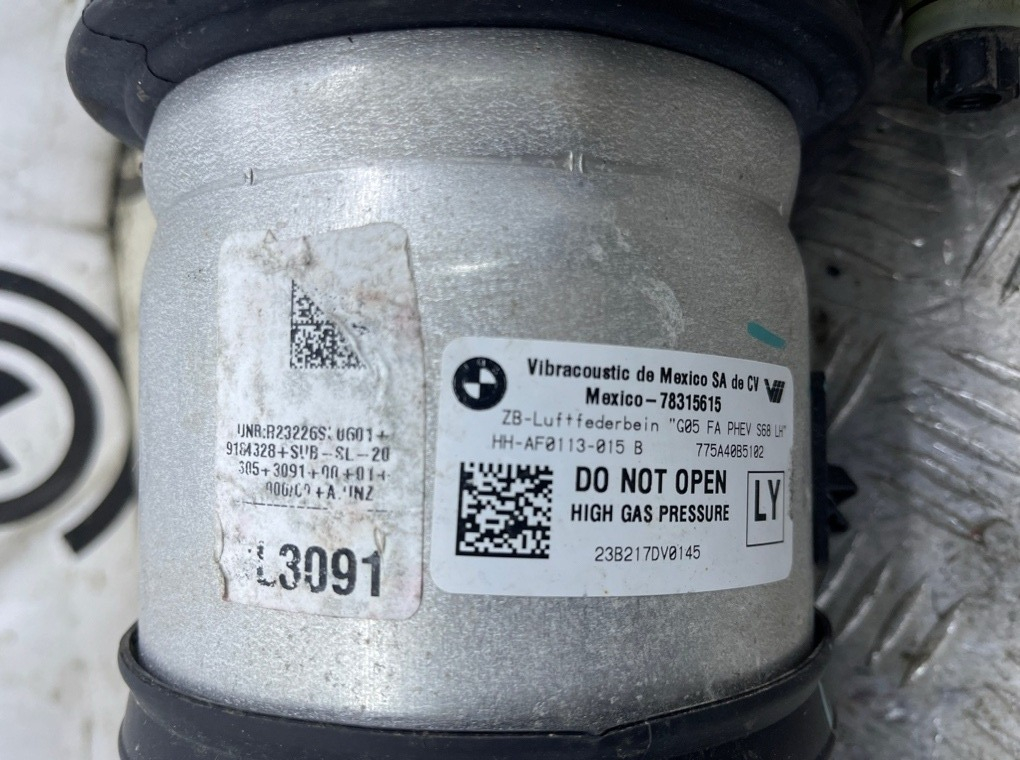 9184328+SUB-SL-20
305+3091+00+01+
L3091
Vibracoustic de Mexico SA de CV
Mexico-78315615
ZB-Luftfederbein "G05 FA PHEV S68 LH"
HH-AF0113-015 B 775A40B5102
DO NOT OPEN
HIGH GAS PRESSURE
LY
23B217DV0145